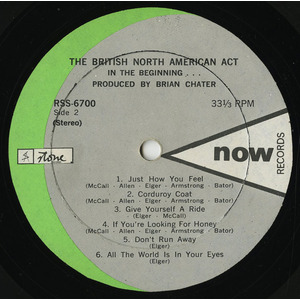 THE BRITISH NORTH AMERICAN ACT
IN THE BEGINNING . . .
PRODUCED BY BRIAN CHATER
RSS-6700
33⅓ RPM
Side 2
(Stereo)
now
RECORDS
1. Just How You Feel
(McCall - Allen - Elger - Armstrong - Bator)
2. Corduroy Coat
(McCall - Allen - Elger - Armstrong - Bator)
3. Give Yourself A Ride
(Elger - McCall)
4. If You're Looking For Honey
(McCall - Allen - Elger - Armstrong - Bator)
5. Don't Run Away
(Elger)
6. All The World Is In Your Eyes
(Elger)